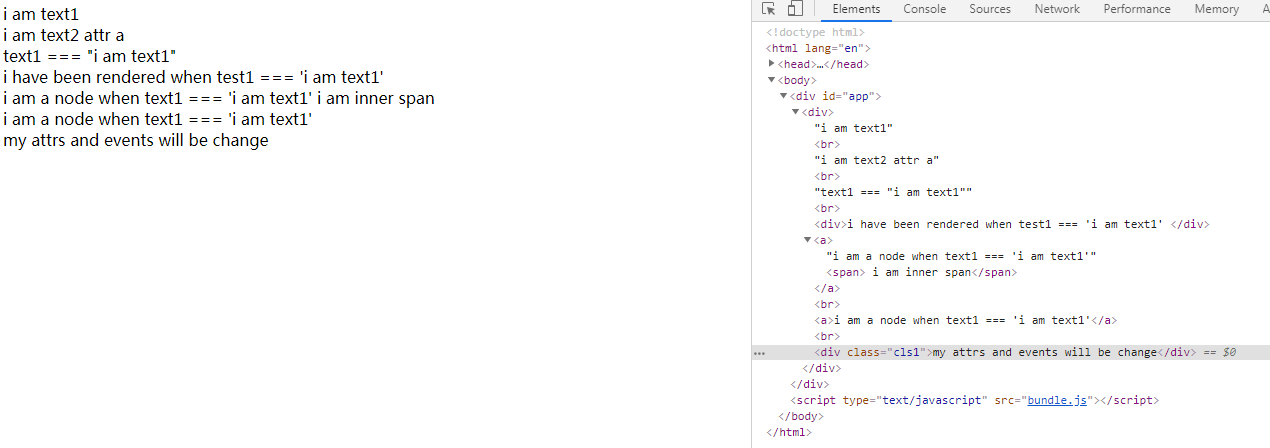 i am text1
i am text2 attr a
text1 === "i am text1"
i have been rendered when test1 === 'i am text1'
i am a node when text1 === 'i am text1' i am inner span
i am a node when text1 === 'i am text1'
my attrs and events will be change
Elements Console Sources Network Performance Memory A
<!doctype html>
<html lang="en">
<head>…</head>
<body>
<div id="app">
<div>
"i am text1"
<br>
"i am text2 attr a"
<br>
"text1 === "i am text1""
<br>
<div>i have been rendered when test1 === 'i am text1' </div>
<a>
"i am a node when text1 === 'i am text1'"
<span> i am inner span</span>
</a>
<br>
<a>i am a node when text1 === 'i am text1'</a>
<br>
<div class="cls1">my attrs and events will be change</div> == $0
</div>
</div>
<script type="text/javascript" src="bundle.js"></script>
</body>
</html>